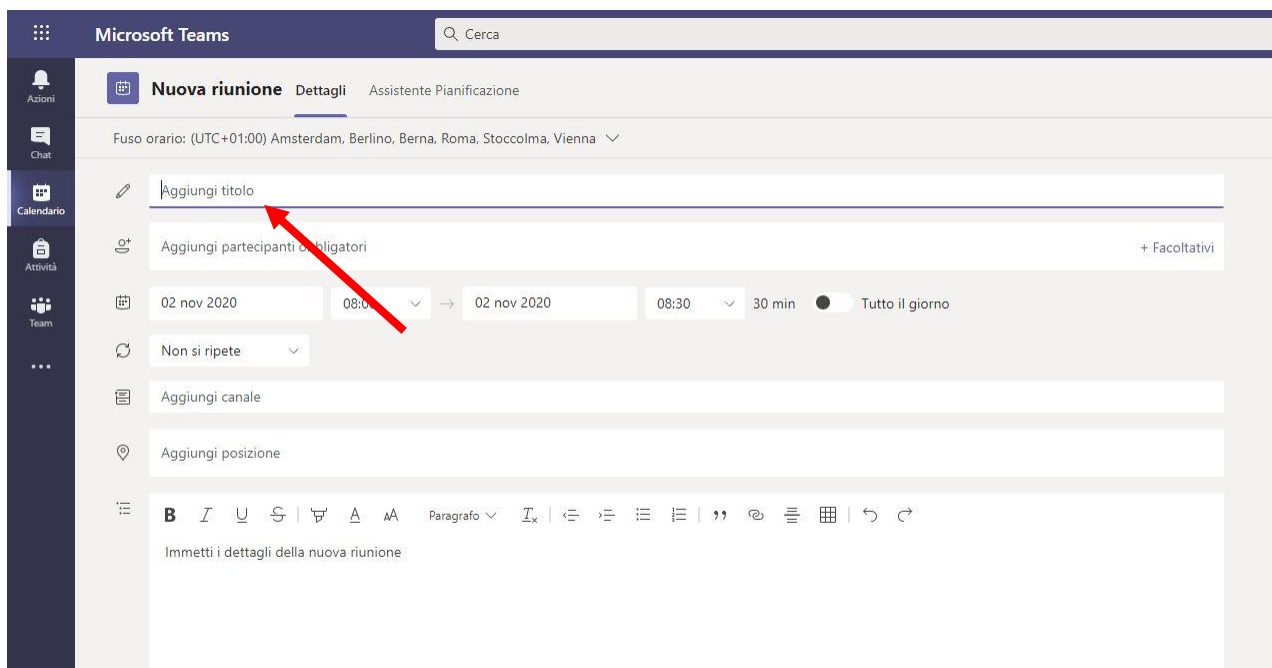 Microsoft Teams
Cerca
Azioni
Chat
Calendario
Attività
Team
Nuova riunione Dettagli Assistente Pianificazione
Fuso orario: (UTC+01:00) Amsterdam, Berlino, Berna, Roma, Stoccolma, Vienna
Aggiungi titolo
Aggiungi partecipanti obbligatori + Facoltativi
02 nov 2020 02 nov 2020 08:30 30 min Tutto il giorno
Non si ripete
Aggiungi canale
Aggiungi posizione
B I U S A AA Paragrafo Tx
Immetti i dettagli della nuova riunione